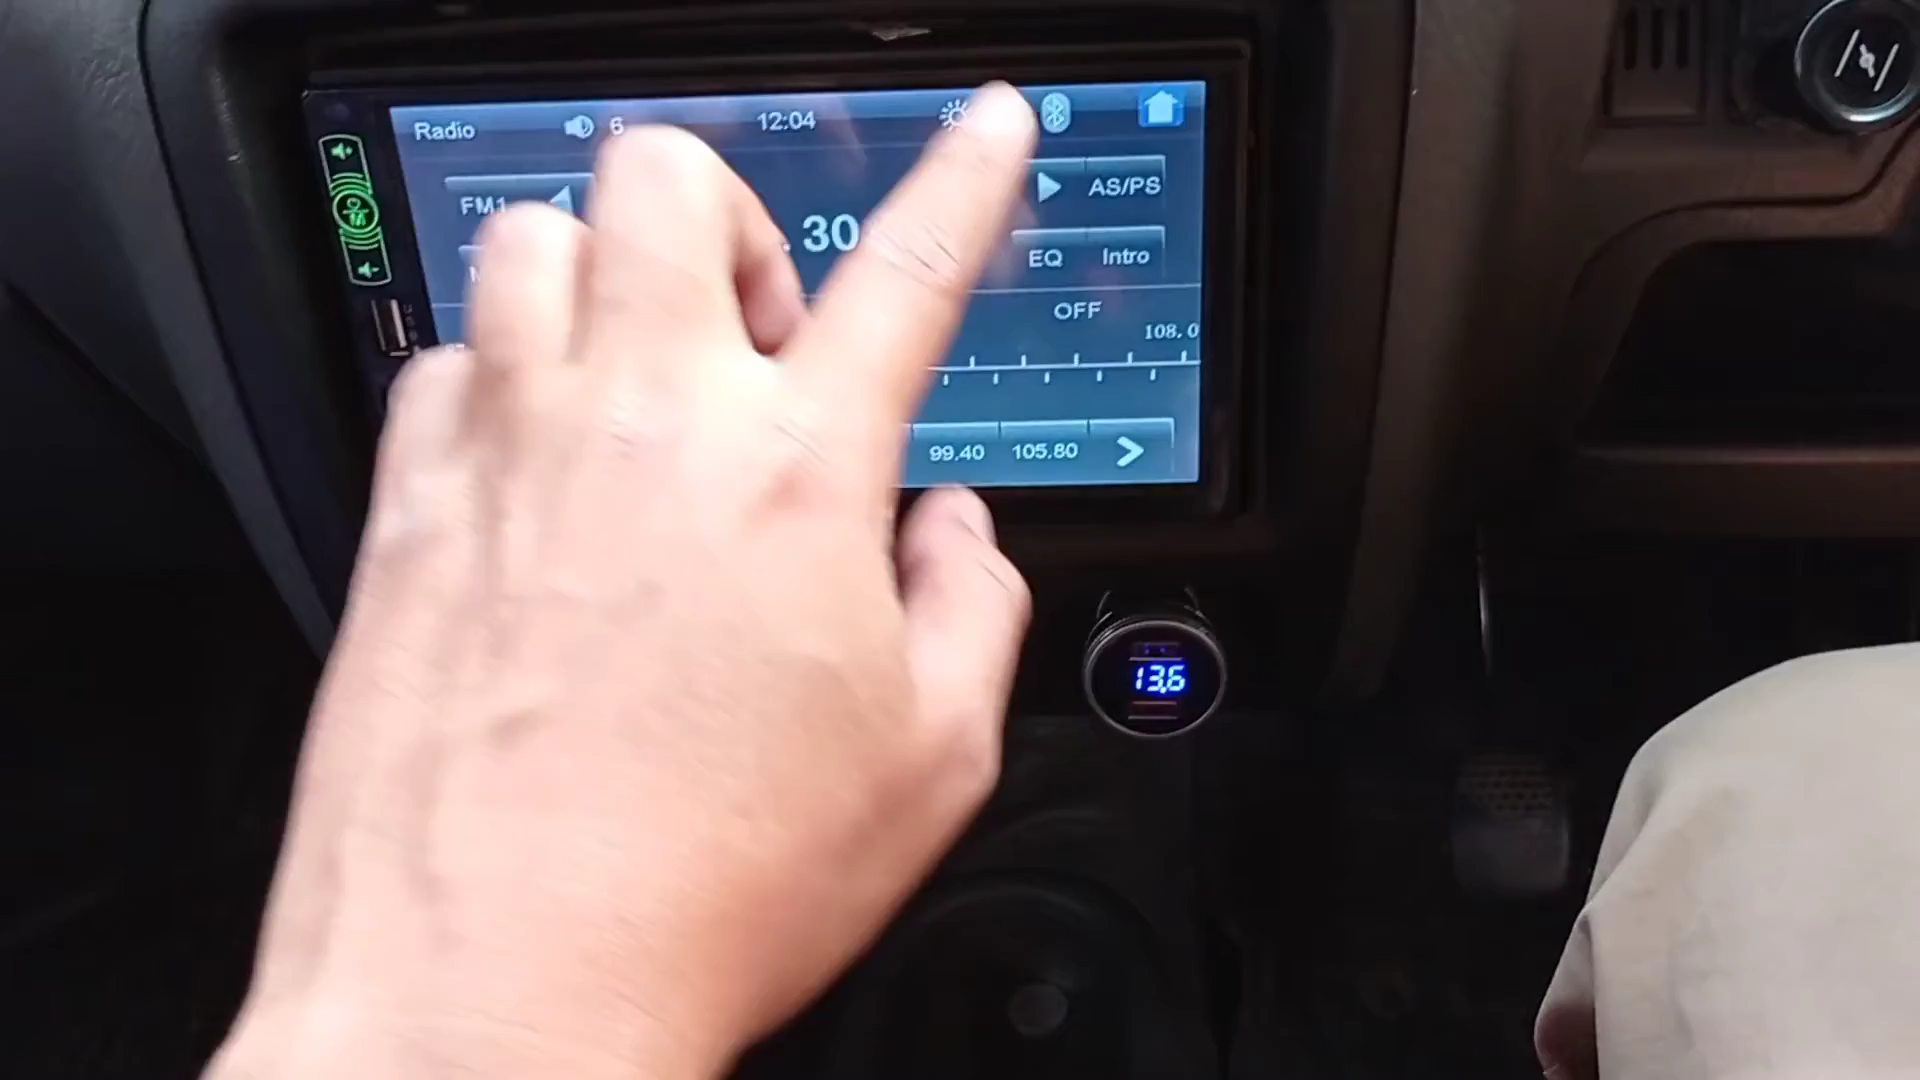 Radio 6 12:04
FM1 AS/PS
.30
EQ Intro
OFF
108.0
99.40 105.80
13.6
M